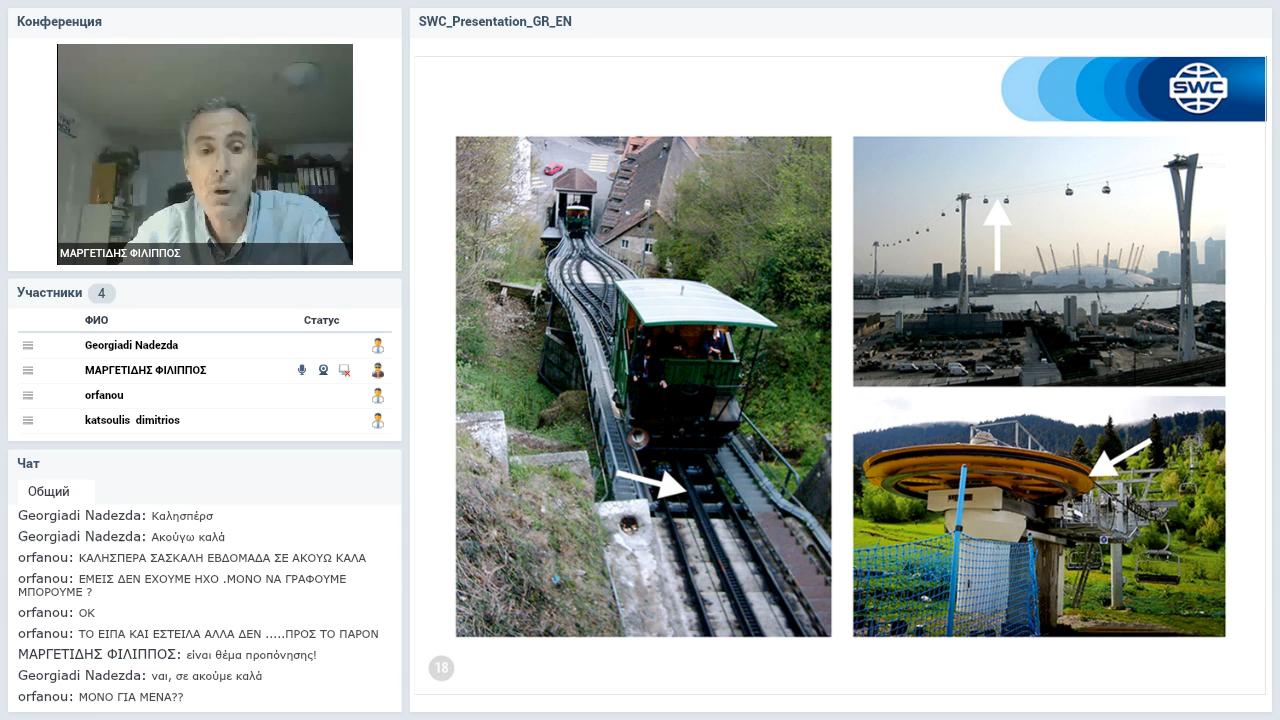 Конференция
ΜΑΡΓΕΤΙΔΗΣ ΦΙΛΙΠΠΟΣ
Участники 4
ФИО Статус
Georgiadi Nadezda
ΜΑΡΓΕΤΙΔΗΣ ΦΙΛΙΠΠΟΣ
orfanou
katsoulis dimitrios
Чат
Общий
Georgiadi Nadezda: Καλησπέρσ
Georgiadi Nadezda: Ακούγω καλά
orfanou: ΚΑΛΗΣΠΕΡΑ ΣΑΣΚΑΛΗ ΕΒΔΟΜΑΔΑ ΣΕ ΑΚΟΥΩ ΚΑΛΑ
orfanou: ΕΜΕΙΣ ΔΕΝ ΕΧΟΥΜΕ ΗΧΟ .ΜΟΝΟ ΝΑ ΓΡΑΦΟΥΜΕ
ΜΠΟΡΟΥΜΕ ?
orfanou: ΟΚ
orfanou: ΤΟ ΕΙΠΑ ΚΑΙ ΕΣΤΕΙΛΑ ΑΛΛΑ ΔΕΝ .....ΠΡΟΣ ΤΟ ΠΑΡΟΝ
ΜΑΡΓΕΤΙΔΗΣ ΦΙΛΙΠΠΟΣ: είναι θέμα προπόνησης!
Georgiadi Nadezda: ναι, σε ακούμε καλά
orfanou: ΜΟΝΟ ΓΙΑ ΜΕΝΑ??
SWC_Presentation_GR_EN
SWC
18